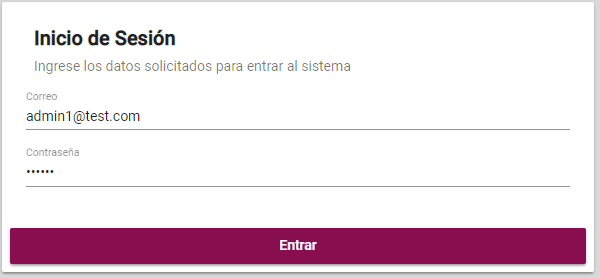 Inicio de Sesión
Ingrese los datos solicitados para entrar al sistema
Correo
admin1@test.com
Contraseña
••••••
Entrar